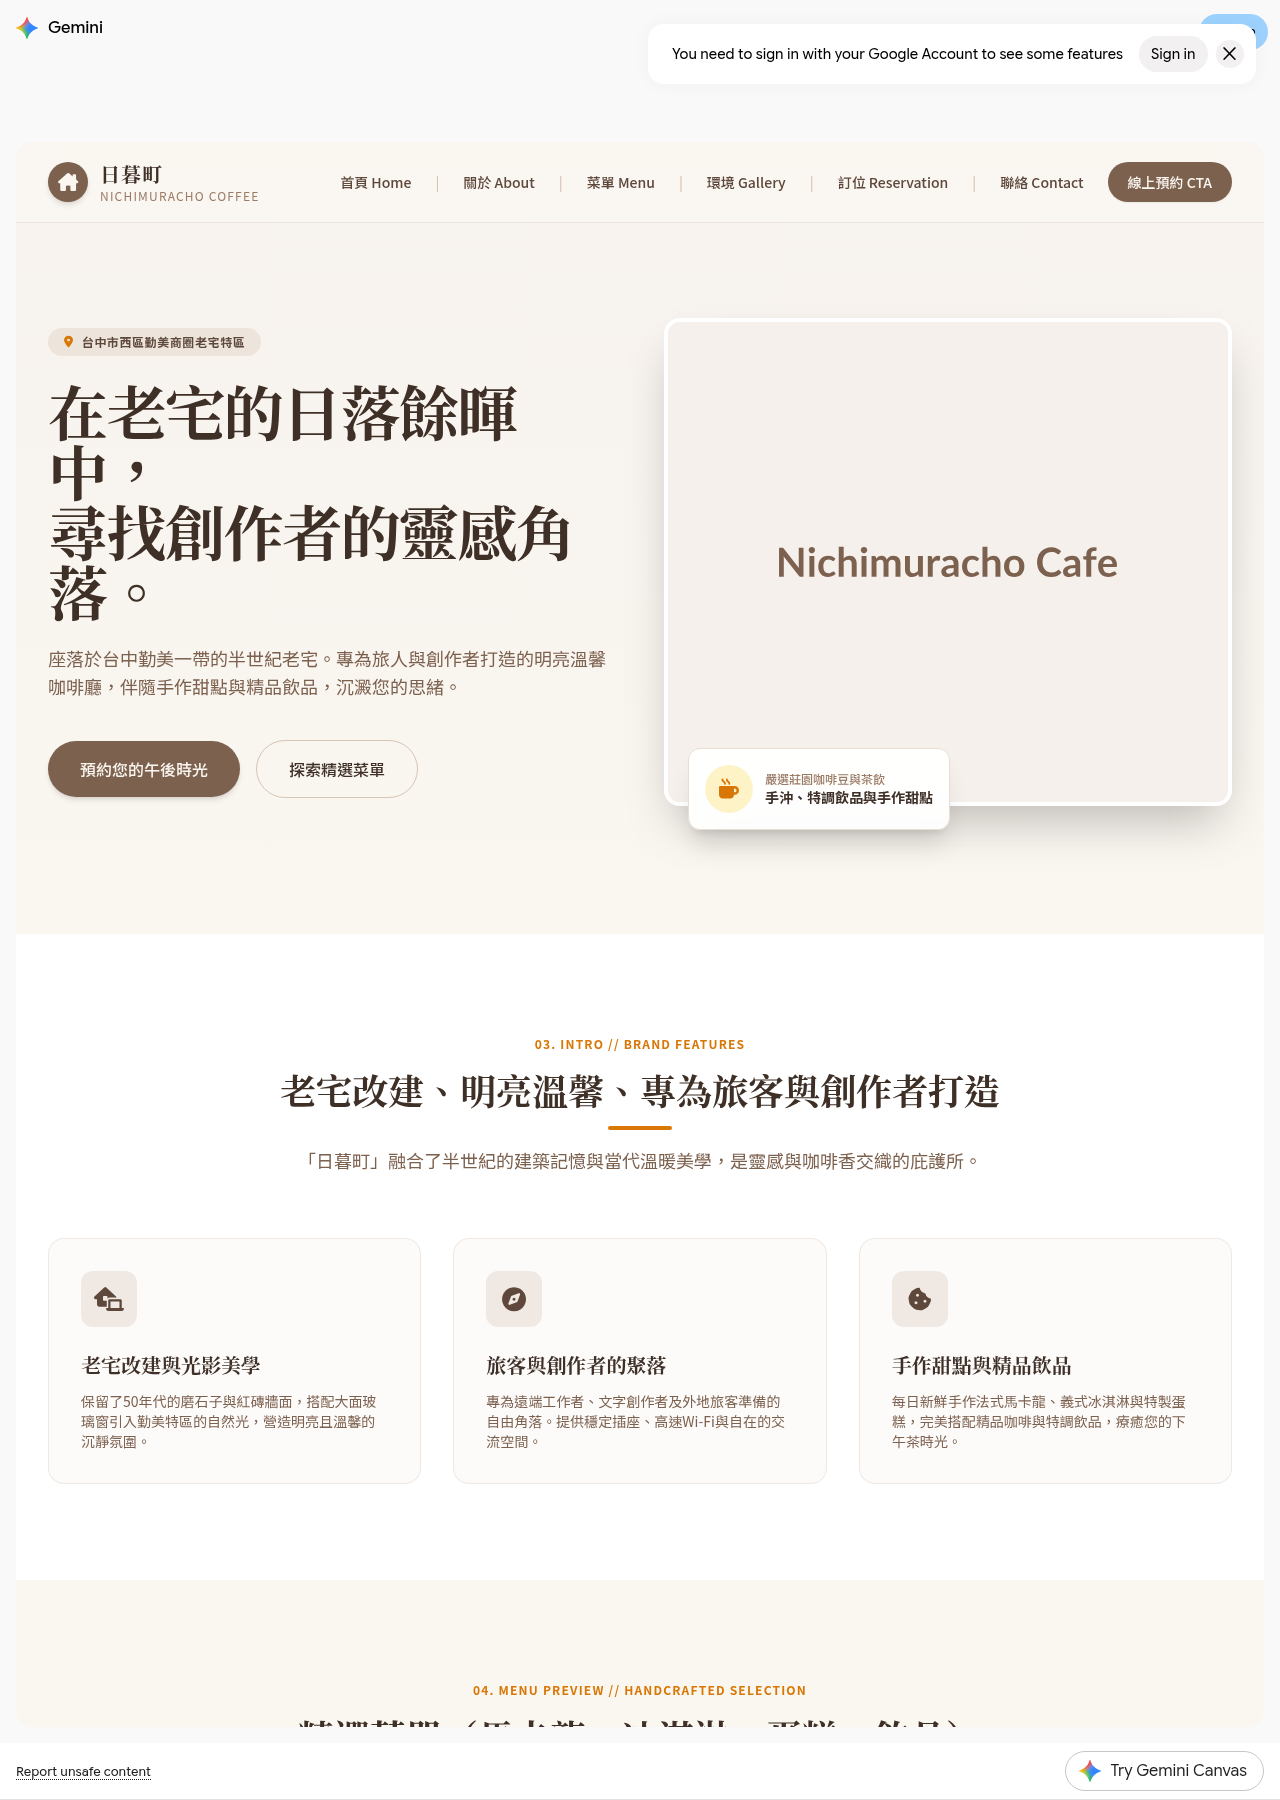 Gemini
You need to sign in with your Google Account to see some features
Sign in
日暮町
NICHIMURACHO COFFEE
首頁 Home | 關於 About | 菜單 Menu | 環境 Gallery | 訂位 Reservation | 聯絡 Contact
線上預約 CTA
台中市西區勤美商圈老宅特區
在老宅的日落餘暉
中，
尋找創作者的靈感角
落。
座落於台中勤美一帶的半世紀老宅。專為旅人與創作者打造的明亮溫馨
咖啡廳，伴隨手作甜點與精品飲品，沉澱您的思緒。
預約您的午後時光
探索精選菜單
Nichimuracho Cafe
嚴選莊園咖啡豆與茶飲
手沖、特調飲品與手作甜點
03. INTRO // BRAND FEATURES
老宅改建、明亮溫馨、專為旅客與創作者打造
「日暮町」融合了半世紀的建築記憶與當代溫暖美學，是靈感與咖啡香交織的庇護所。
老宅改建與光影美學
保留了50年代的磨石子與紅磚牆面，搭配大面玻
璃窗引入勤美特區的自然光，營造明亮且溫馨的
沉靜氛圍。
旅客與創作者的聚落
專為遠端工作者、文字創作者及外地旅客準備的
自由角落。提供穩定插座、高速Wi-Fi與自在的交
流空間。
手作甜點與精品飲品
每日新鮮手作法式馬卡龍、義式冰淇淋與特製蛋
糕，完美搭配精品咖啡與特調飲品，療癒您的下
午茶時光。
04. MENU PREVIEW // HANDCRAFTED SELECTION
精選菜單（馬卡龍、冰淇淋、蛋糕、飲品）
Report unsafe content
Try Gemini Canvas